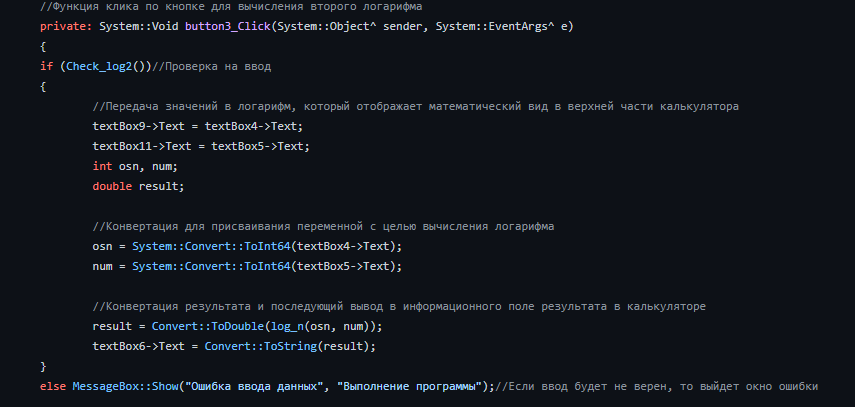 //Функция клика по кнопке для вычисления второго логарифма
private: System::Void button3_Click(System::Object^ sender, System::EventArgs^ e)
{
if (Check_log2())//Проверка на ввод
{
//Передача значений в логарифм, который отображает математический вид в верхней части калькулятора
textBox9->Text = textBox4->Text;
textBox11->Text = textBox5->Text;
int osn, num;
double result;
//Конвертация для присваивания переменной с целью вычисления логарифма
osn = System::Convert::ToInt64(textBox4->Text);
num = System::Convert::ToInt64(textBox5->Text);
//Конвертация результата и последующий вывод в информационного поле результата в калькуляторе
result = Convert::ToDouble(log_n(osn, num));
textBox6->Text = Convert::ToString(result);
}
else MessageBox::Show("Ошибка ввода данных", "Выполнение программы");//Если ввод будет не верен, то выйдет окно ошибки